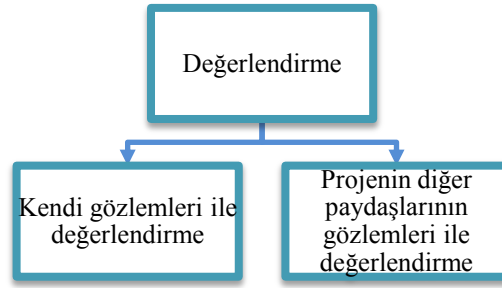 Değerlendirme
Kendi gözlemleri ile
değerlendirme
Projenin diğer
paydaşlarının
gözlemleri ile
değerlendirme